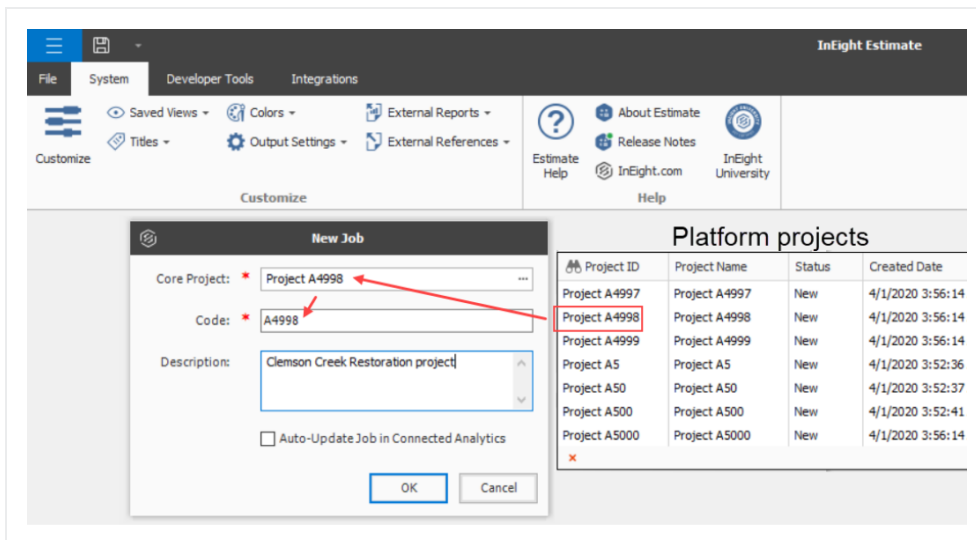 InEight Estimate
File System Developer Tools Integrations
Customize
Saved Views
Titles
Colors
Output Settings
External Reports
External References
Customize
Estimate
Help
About Estimate
Release Notes
InEight.com
InEight
University
Help
New Job
Core Project: * Project A4998 ...
Code: * A4998
Description: Clemson Creek Restoration project
Auto-Update Job in Connected Analytics
OK Cancel
Platform projects
Project ID Project Name Status Created Date
Project A4997 Project A4997 New 4/1/2020 3:56:14
Project A4998 Project A4998 New 4/1/2020 3:56:14
Project A4999 Project A4999 New 4/1/2020 3:56:14
Project A5 Project A5 New 4/1/2020 3:52:36
Project A50 Project A50 New 4/1/2020 3:52:37
Project A500 Project A500 New 4/1/2020 3:52:41
Project A5000 Project A5000 New 4/1/2020 3:56:14